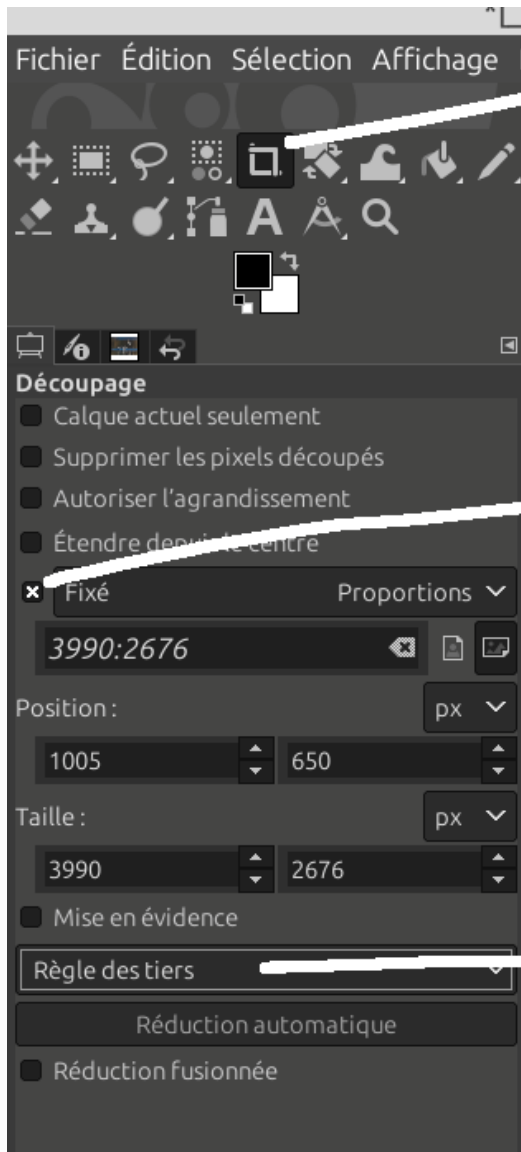 Fichier Édition Sélection Affichage
Découpage
Calque actuel seulement
Supprimer les pixels découpés
Autoriser l'agrandissement
Étendre depuis le centre
Fixé Proportions
3990:2676
Position : px
1005 650
Taille : px
3990 2676
Mise en évidence
Règle des tiers
Réduction automatique
Réduction fusionnée